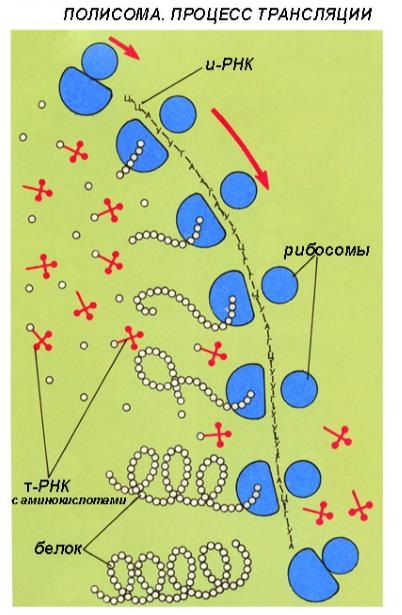 ПОЛИСОМА. ПРОЦЕСС ТРАНСЛЯЦИИ
и-РНК
рибосомы
т-РНК
с аминокислотами
белок